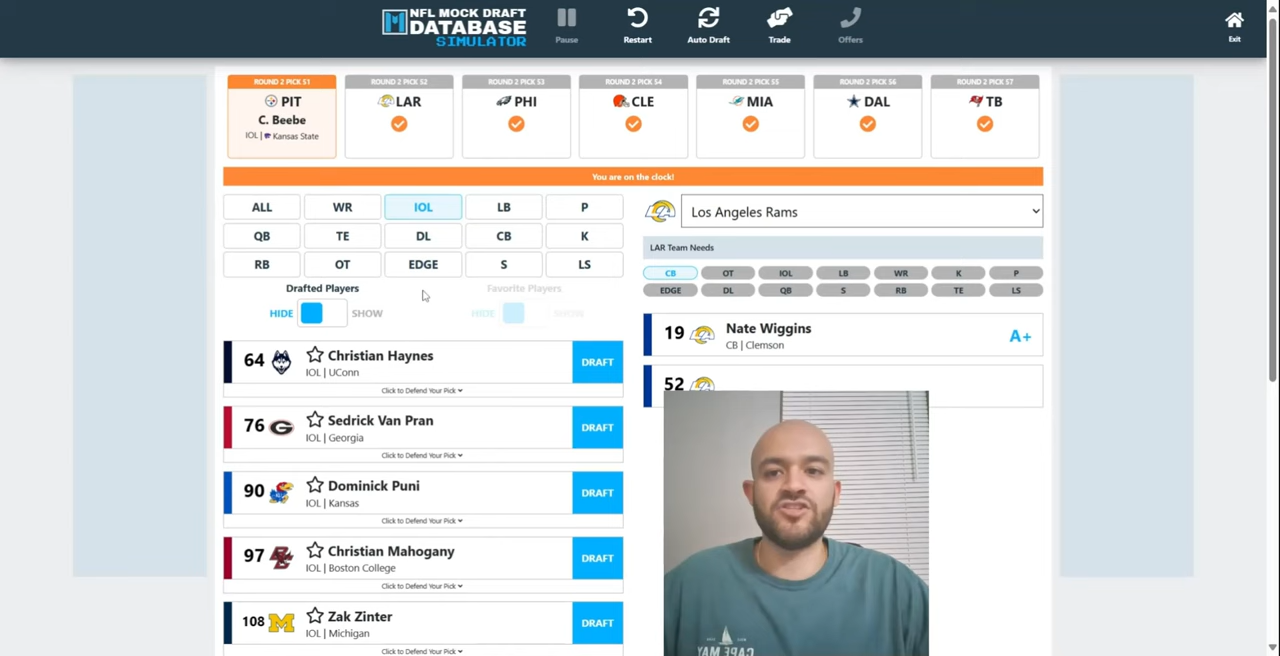 NFL MOCK DRAFT
DATABASE
SIMULATOR
Pause
Restart
Auto Draft
Trade
Offers
Exit
ROUND 2 PICK 51
PIT
C. Beebe
IOL | Kansas State
ROUND 2 PICK 52
LAR
ROUND 2 PICK 53
PHI
ROUND 2 PICK 54
CLE
ROUND 2 PICK 55
MIA
ROUND 2 PICK 56
DAL
ROUND 2 PICK 57
TB
You are on the clock!
ALL WR IOL LB P
QB TE DL CB K
RB OT EDGE S LS
Drafted Players
HIDE SHOW
Favorite Players
HIDE SHOW
64 Christian Haynes
IOL | UConn
DRAFT
Click to Defend Your Pick
76 Sedrick Van Pran
IOL | Georgia
DRAFT
Click to Defend Your Pick
90 Dominick Puni
IOL | Kansas
DRAFT
Click to Defend Your Pick
97 Christian Mahogany
IOL | Boston College
DRAFT
Click to Defend Your Pick
108 Zak Zinter
IOL | Michigan
DRAFT
Click to Defend Your Pick
Los Angeles Rams
LAR Team Needs
CB OT IOL LB WR K P
EDGE DL QB S RB TE LS
19 Nate Wiggins
CB | Clemson
A+
52
CAPE MAY